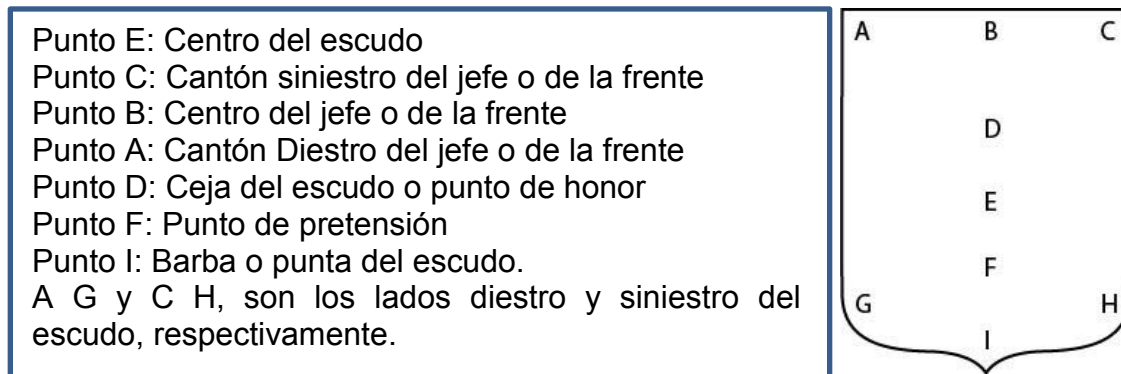 Punto E: Centro del escudo
Punto C: Cantón siniestro del jefe o de la frente
Punto B: Centro del jefe o de la frente
Punto A: Cantón Diestro del jefe o de la frente
Punto D: Ceja del escudo o punto de honor
Punto F: Punto de pretensión
Punto I: Barba o punta del escudo.
A G y C H, son los lados diestro y siniestro del
escudo, respectivamente.
A B C
D
E
F
G H
I